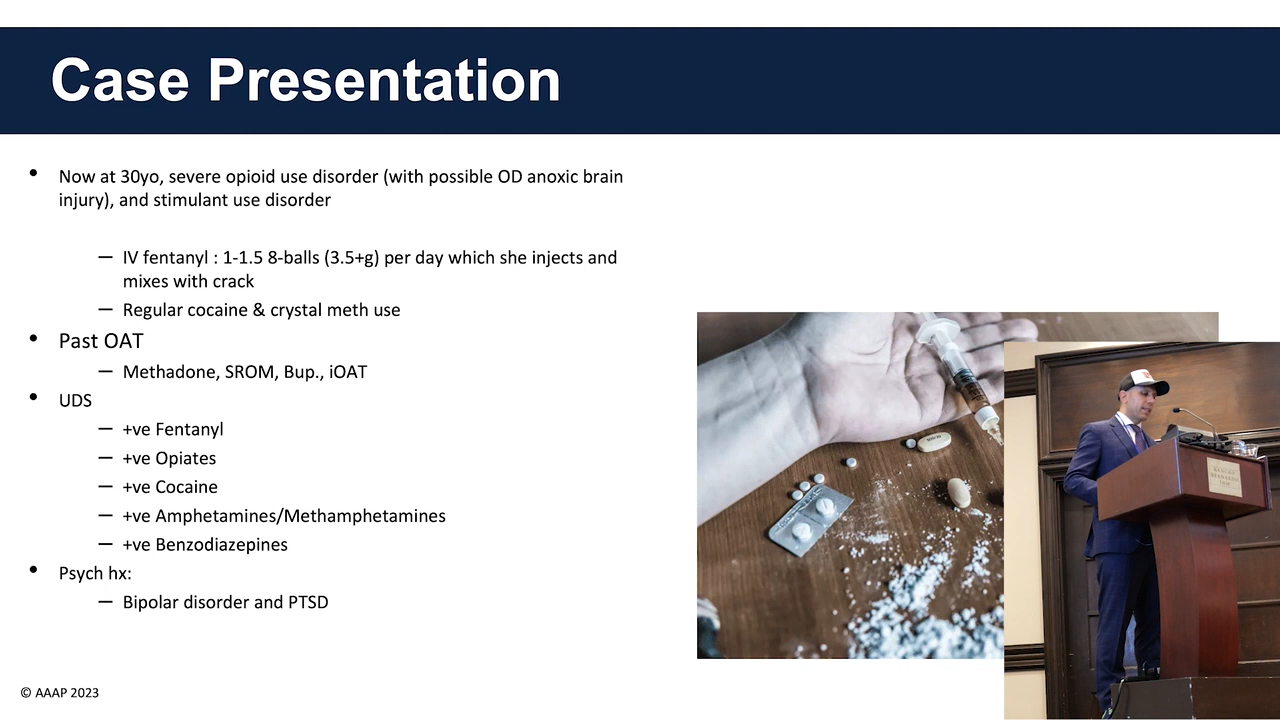 Case Presentation
• Now at 30yo, severe opioid use disorder (with possible OD anoxic brain
injury), and stimulant use disorder
– IV fentanyl : 1-1.5 8-balls (3.5+g) per day which she injects and
mixes with crack
– Regular cocaine & crystal meth use
• Past OAT
– Methadone, SROM, Bup., iOAT
• UDS
– +ve Fentanyl
– +ve Opiates
– +ve Cocaine
– +ve Amphetamines/Methamphetamines
– +ve Benzodiazepines
• Psych hx:
– Bipolar disorder and PTSD
© AAAP 2023
RANCHO
BERNARDO